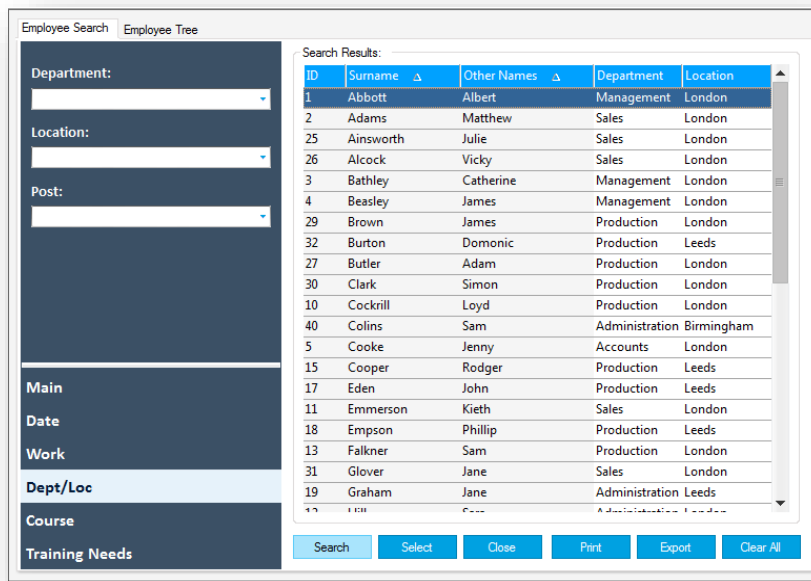 Employee Search Employee Tree
Department:
Location:
Post:
Main
Date
Work
Dept/Loc
Course
Training Needs
Search Results:
ID Surname Other Names Department Location
1 Abbott Albert Management London
2 Adams Matthew Sales London
25 Ainsworth Julie Sales London
26 Alcock Vicky Sales London
3 Bathley Catherine Management London
4 Beasley James Management London
29 Brown James Production London
32 Burton Domonic Production Leeds
27 Butler Adam Production London
30 Clark Simon Production London
10 Cockrill Loyd Production London
40 Colins Sam Administration Birmingham
5 Cooke Jenny Accounts London
15 Cooper Rodger Production Leeds
17 Eden John Production Leeds
11 Emmerson Kieth Sales London
18 Empson Phillip Production Leeds
13 Falkner Sam Production London
31 Glover Jane Sales London
19 Graham Jane Administration Leeds
Search Select Close Print Export Clear All